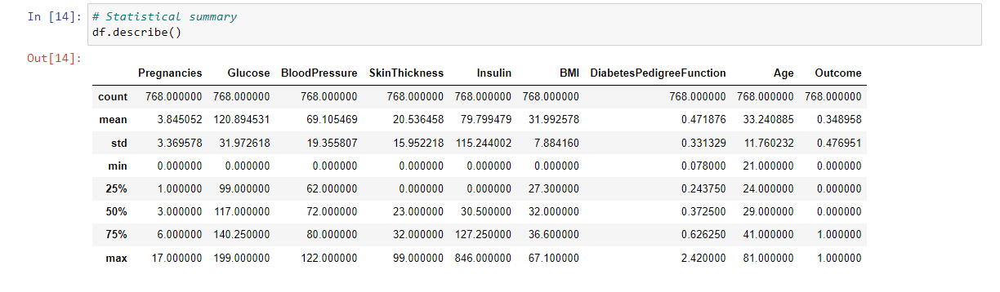 In [14]: # Statistical summary
df.describe()
Out[14]:
Pregnancies Glucose BloodPressure SkinThickness Insulin BMI DiabetesPedigreeFunction Age Outcome
count 768.000000 768.000000 768.000000 768.000000 768.000000 768.000000 768.000000 768.000000 768.000000
mean 3.845052 120.894531 69.105469 20.536458 79.799479 31.992578 0.471876 33.240885 0.348958
std 3.369578 31.972618 19.355807 15.952218 115.244002 7.884160 0.331329 11.760232 0.476951
min 0.000000 0.000000 0.000000 0.000000 0.000000 0.000000 0.078000 21.000000 0.000000
25% 1.000000 99.000000 62.000000 0.000000 0.000000 27.300000 0.243750 24.000000 0.000000
50% 3.000000 117.000000 72.000000 23.000000 30.500000 32.000000 0.372500 29.000000 0.000000
75% 6.000000 140.250000 80.000000 32.000000 127.250000 36.600000 0.626250 41.000000 1.000000
max 17.000000 199.000000 122.000000 99.000000 846.000000 67.100000 2.420000 81.000000 1.000000